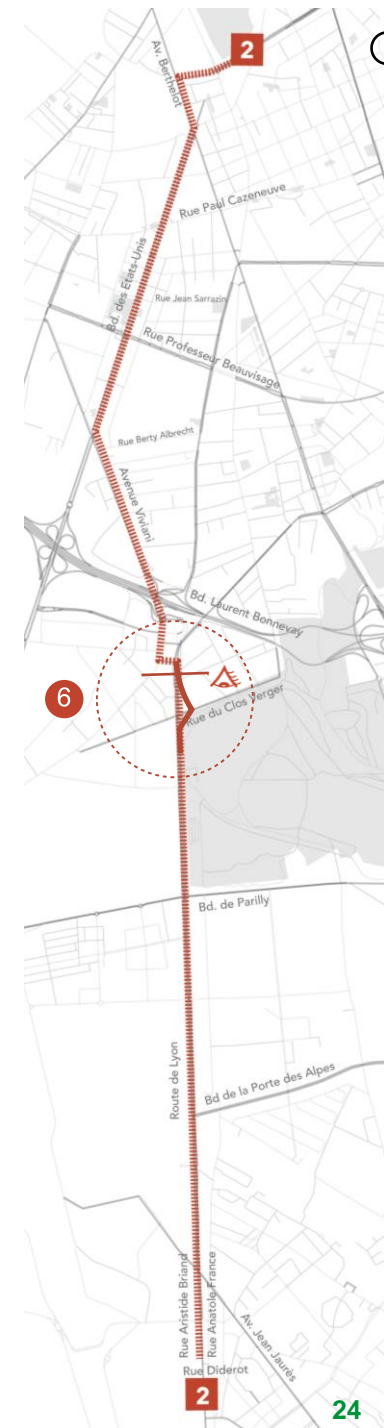 2
Av. Berthelot
Rue Paul Cazeneuve
Bd. des Etats-Unis
Rue Jean Sarrazin
Rue Professeur Beauvisage
Rue Berty Albrecht
Avenue Viviani
Bd. Laurent Bonnevay
6
Rue du Clos Verger
Bd. de Parilly
Route de Lyon
Bd de la Porte des Alpes
Rue Aristide Briand
Rue Anatole France
Av. Jean Jaurès
Rue Diderot
2
24